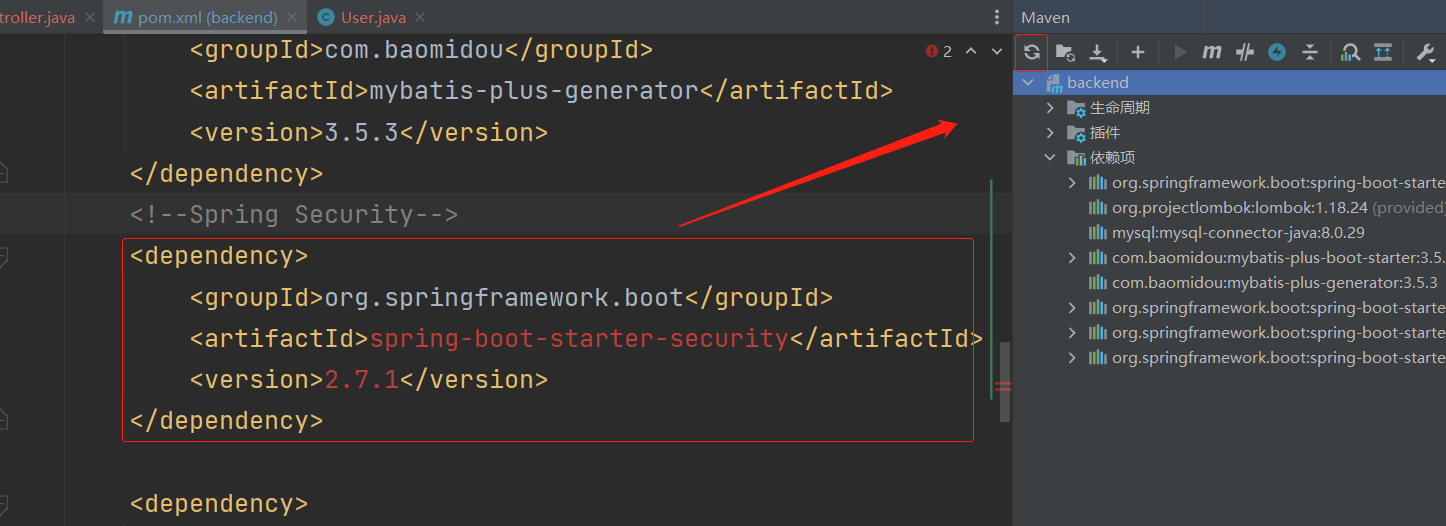 troller.java
pom.xml (backend)
User.java
<groupId>com.baomidou</groupId>
2
<artifactId>mybatis-plus-generator</artifactId>
<version>3.5.3</version>
</dependency>
<!--Spring Security-->
<dependency>
<groupId>org.springframework.boot</groupId>
<artifactId>spring-boot-starter-security</artifactId>
<version>2.7.1</version>
</dependency>
<dependency>
Maven
backend
生命周期
插件
依赖项
org.springframework.boot:spring-boot-starte
org.projectlombok:lombok:1.18.24 (provided)
mysql:mysql-connector-java:8.0.29
com.baomidou:mybatis-plus-boot-starter:3.5.
com.baomidou:mybatis-plus-generator:3.5.3
org.springframework.boot:spring-boot-starte
org.springframework.boot:spring-boot-starte
org.springframework.boot:spring-boot-starte